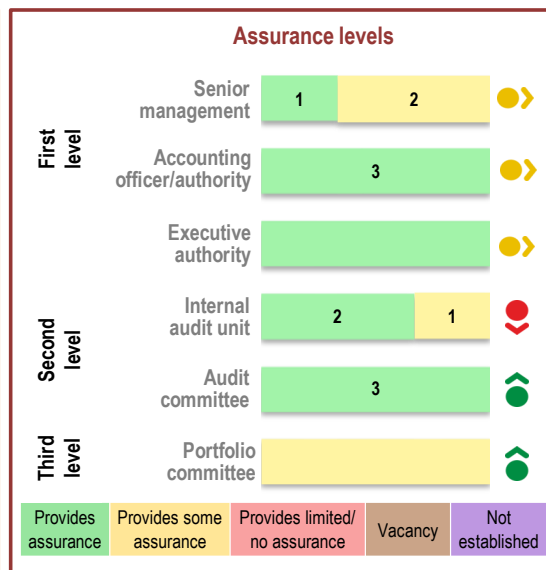 Assurance levels
First level
Senior management
1 2
Accounting officer/authority
3
Executive authority
Second level
Internal audit unit
2 1
Audit committee
3
Third level
Portfolio committee
Provides assurance
Provides some assurance
Provides limited/ no assurance
Vacancy
Not established